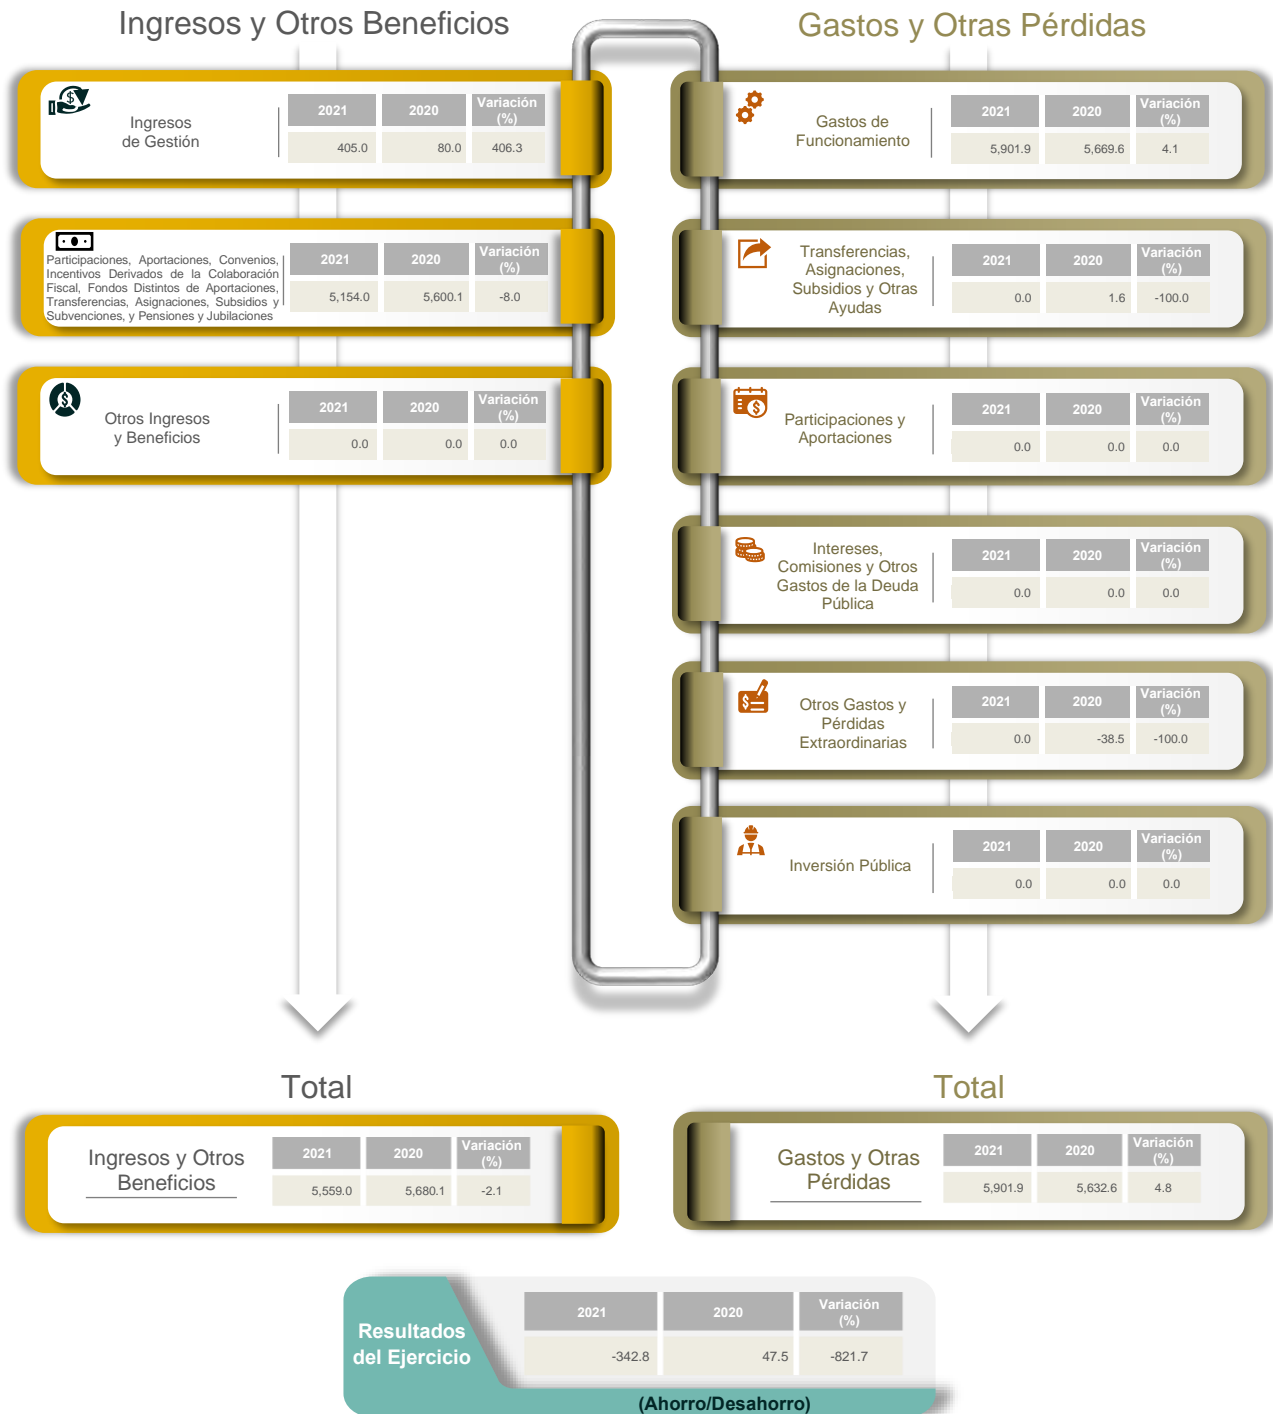 Ingresos y Otros Beneficios
Ingresos
de Gestión
2021 2020 Variación
(%)
405.0 80.0 406.3
Participaciones, Aportaciones, Convenios,
Incentivos Derivados de la Colaboración
Fiscal, Fondos Distintos de Aportaciones,
Transferencias, Asignaciones, Subsidios y
Subvenciones, y Pensiones y Jubilaciones
2021 2020 Variación
(%)
5,154.0 5,600.1 -8.0
Otros Ingresos
y Beneficios
2021 2020 Variación
(%)
0.0 0.0 0.0
Gastos y Otras Pérdidas
Gastos de
Funcionamiento
2021 2020 Variación
(%)
5,901.9 5,669.6 4.1
Transferencias,
Asignaciones,
Subsidios y Otras
Ayudas
2021 2020 Variación
(%)
0.0 1.6 -100.0
Participaciones y
Aportaciones
2021 2020 Variación
(%)
0.0 0.0 0.0
Intereses,
Comisiones y Otros
Gastos de la Deuda
Pública
2021 2020 Variación
(%)
0.0 0.0 0.0
Otros Gastos y
Pérdidas
Extraordinarias
2021 2020 Variación
(%)
0.0 -38.5 -100.0
Inversión Pública
2021 2020 Variación
(%)
0.0 0.0 0.0
Total
Ingresos y Otros
Beneficios
2021 2020 Variación
(%)
5,559.0 5,680.1 -2.1
Total
Gastos y Otras
Pérdidas
2021 2020 Variación
(%)
5,901.9 5,632.6 4.8
Resultados
del Ejercicio
2021 2020 Variación
(%)
-342.8 47.5 -821.7
(Ahorro/Desahorro)